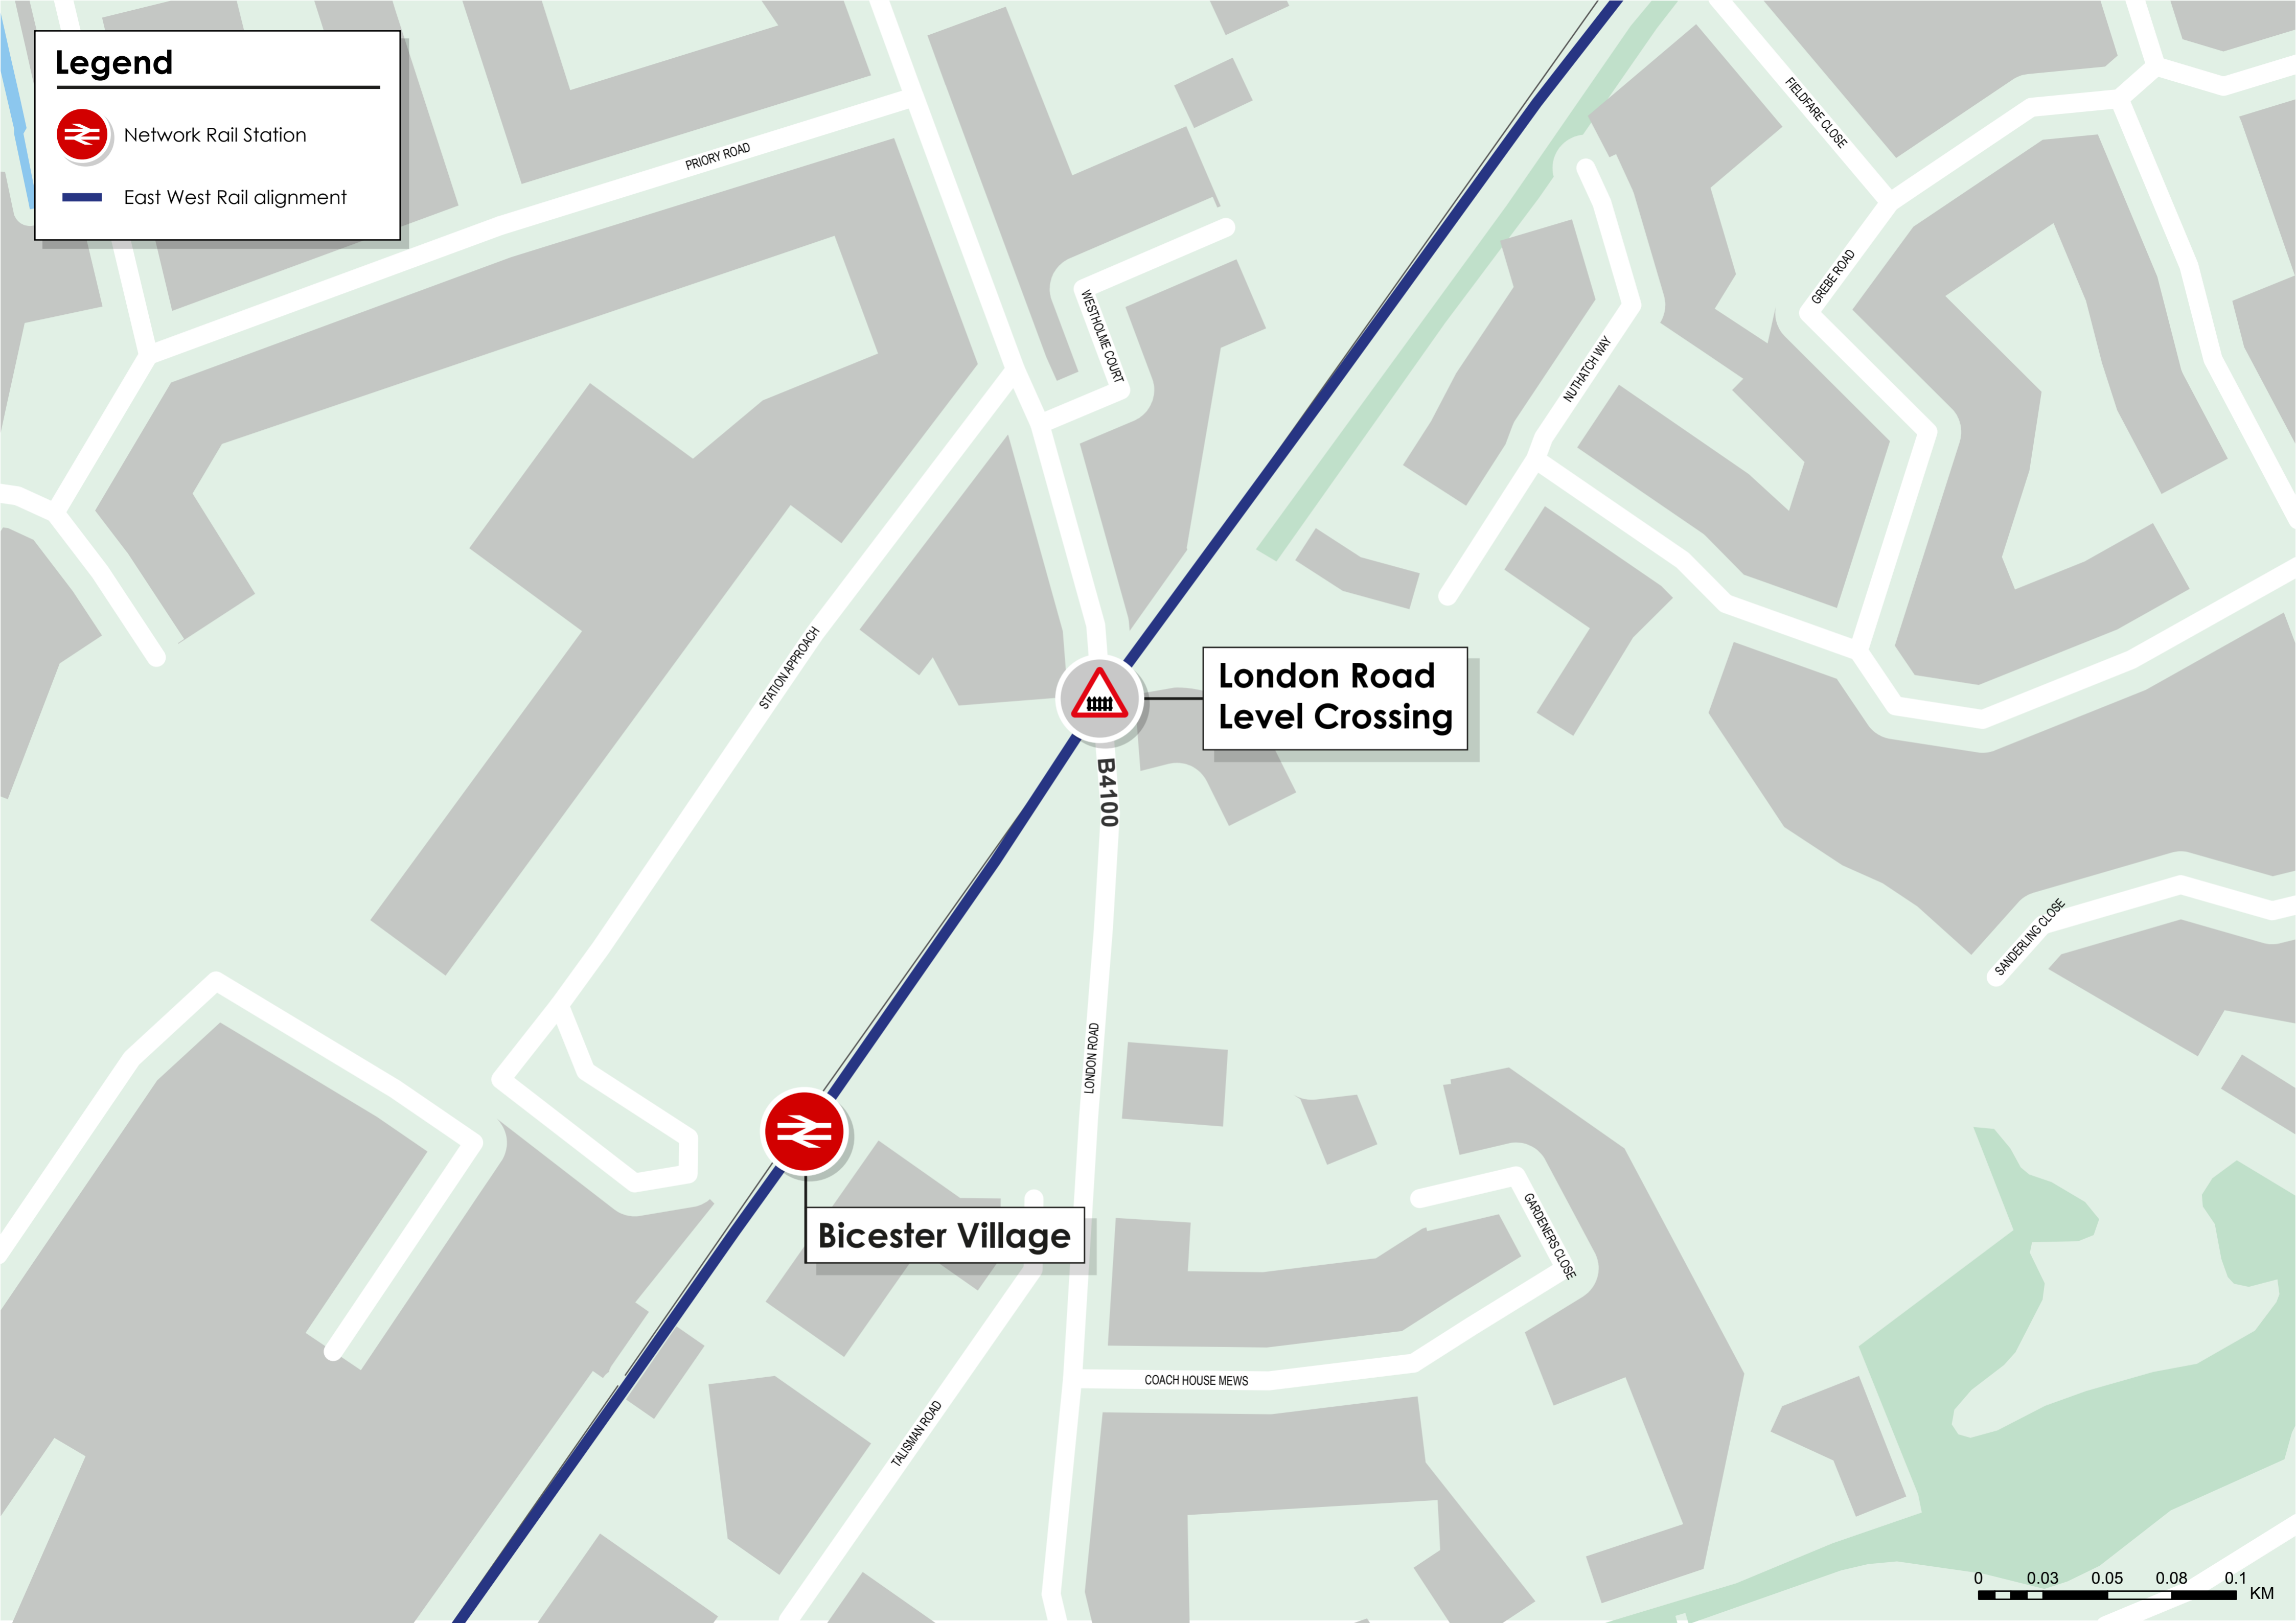 Legend
Network Rail Station
East West Rail alignment
PRIORY ROAD
FIELDFARE CLOSE
GREBE ROAD
WESTHOLME COURT
NUTHATCH WAY
STATION APPROACH
London Road
Level Crossing
B4100
SANDERLING CLOSE
LONDON ROAD
Bicester Village
GARDENERS CLOSE
COACH HOUSE MEWS
TALISMAN ROAD
0 0.03 0.05 0.08 0.1
KM